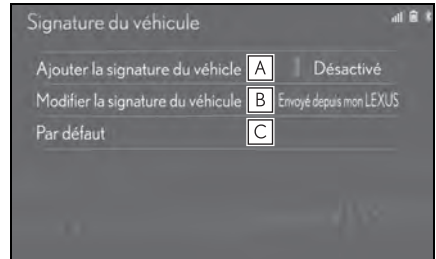 Signature du véhicule
Ajouter la signature du véhicle A Désactivé
Modifier la signature du véhicule B Envoyé depuis mon LEXUS
Par défaut C